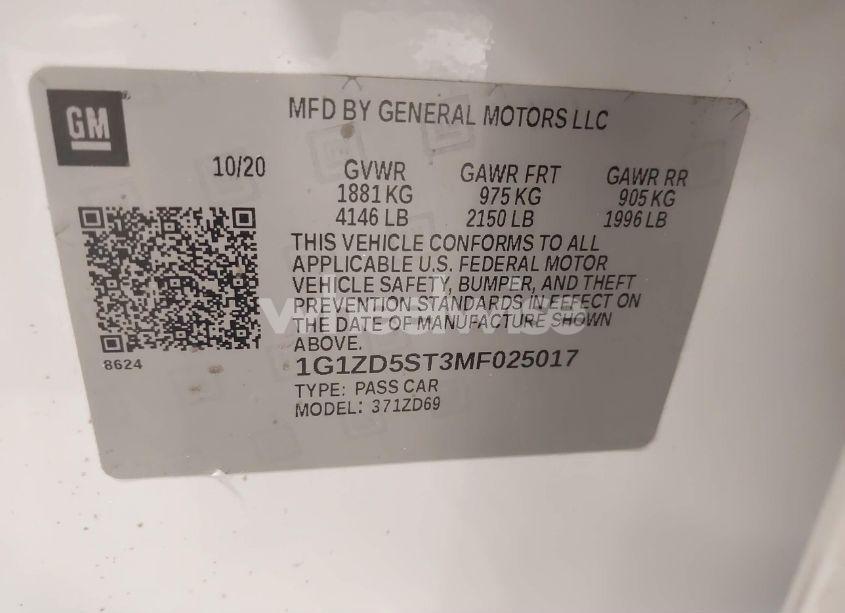 GM
MFD BY GENERAL MOTORS LLC
10/20 GVWR GAWR FRT GAWR RR
1881 KG 975 KG 905 KG
4146 LB 2150 LB 1996 LB
THIS VEHICLE CONFORMS TO ALL
APPLICABLE U.S. FEDERAL MOTOR
VEHICLE SAFETY, BUMPER, AND THEFT
PREVENTION STANDARDS IN EFFECT ON
THE DATE OF MANUFACTURE SHOWN
ABOVE.
8624
1G1ZD5ST3MF025017
TYPE: PASS CAR
MODEL: 371ZD69